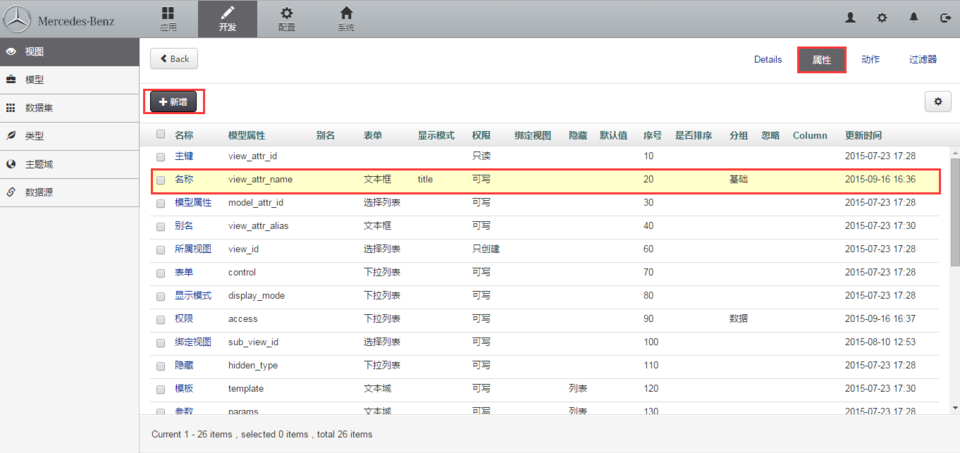 Mercedes-Benz 应用 开发 配置 系统
视图
模型
数据集
类型
主题域
数据源
Back Details 属性 动作 过滤器
新增
名称 模型属性 别名 表单 显示模式 权限 绑定视图 隐藏 默认值 序号 是否排序 分组 忽略 Column 更新时间
主键 view_attr_id 只读 10 2015-07-23 17:28
名称 view_attr_name 文本框 title 可写 20 基础 2015-09-16 16:36
模型属性 model_attr_id 选择列表 可写 30 2015-07-23 17:28
别名 view_attr_alias 文本框 可写 40 2015-07-23 17:30
所属视图 view_id 选择列表 只创建 60 2015-07-23 17:28
表单 control 下拉列表 可写 70 2015-07-23 17:28
显示模式 display_mode 下拉列表 可写 80 2015-07-23 17:28
权限 access 下拉列表 可写 90 数据 2015-09-16 16:37
绑定视图 sub_view_id 选择列表 可写 100 2015-08-10 12:53
隐藏 hidden_type 下拉列表 可写 110 2015-07-23 17:28
模板 template 文本域 可写 列表 120 2015-07-23 17:30
参数 params 文本域 可写 列表 130 2015-07-23 17:28
Current 1 - 26 items , selected 0 items , total 26 items